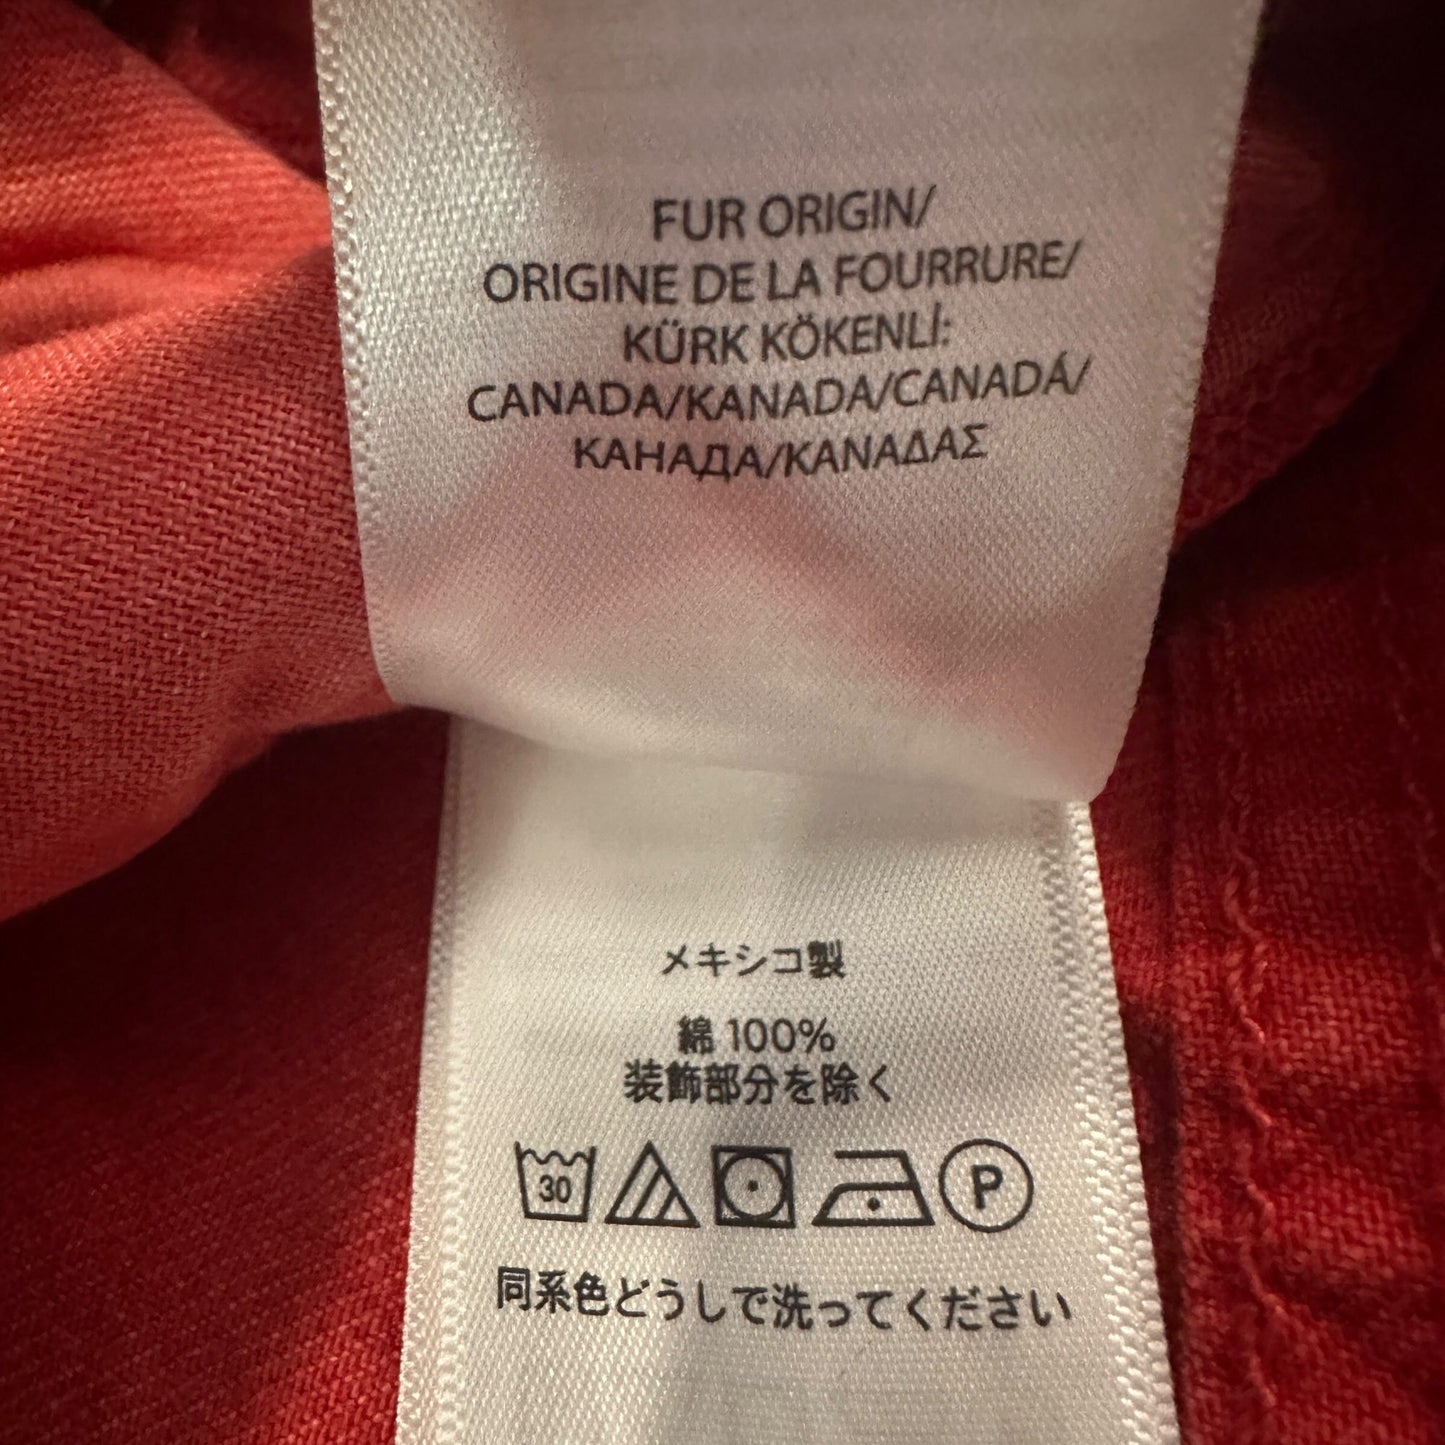 FUR ORIGIN/
ORIGINE DE LA FOURRURE/
KÜRK KÖKENLİ:
CANADA/KANADA/CANADÁ/
КАНАДА/ΚΑΝΑΔΑΣ
メキシコ製
綿 100%
装飾部分を除く
30 P
同系色どうしで洗ってください